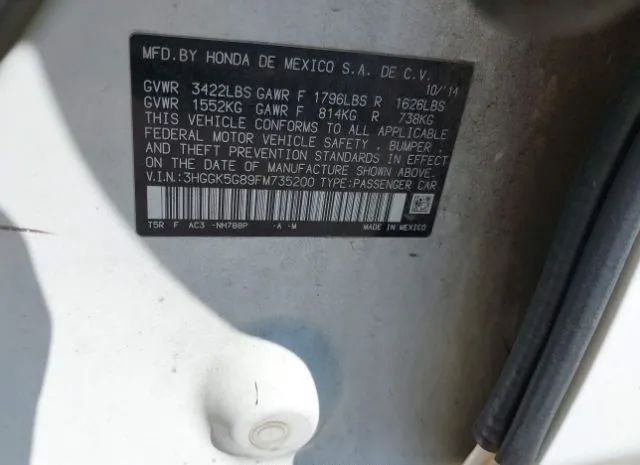 MFD.BY HONDA DE MEXICO S.A. DE C.V.
10/'14
GVWR 3422LBS GAWR F 1796LBS R 1626LBS
GVWR 1552KG GAWR F 814KG R 738KG
THIS VEHICLE CONFORMS TO ALL APPLICABLE
FEDERAL MOTOR VEHICLE SAFETY , BUMPER ,
AND THEFT PREVENTION STANDARDS IN EFFECT
ON THE DATE OF MANUFACTURE SHOWN ABOVE.
V.I.N.:3HGGK5G89FM735200 TYPE:PASSENGER CAR
T5R F AC3 -NH788P -A -M
MADE IN MEXICO